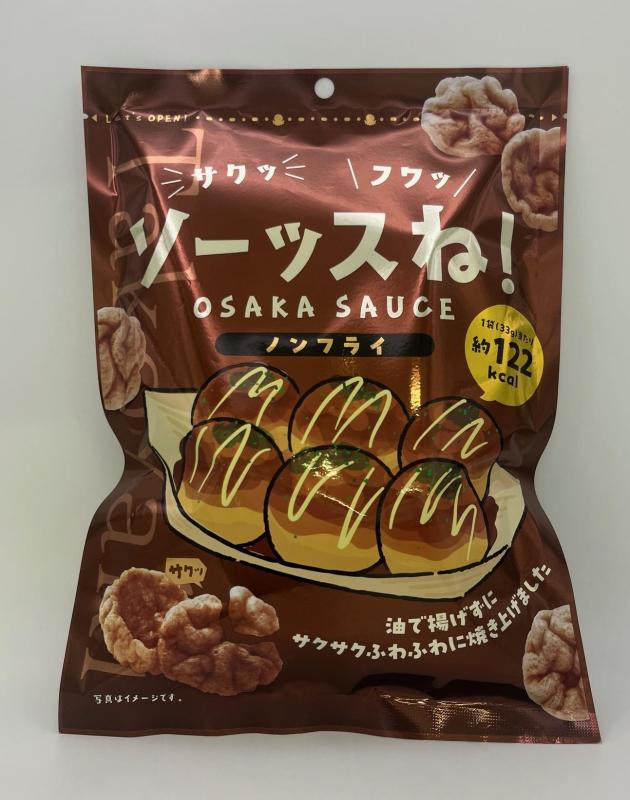 LET'S OPEN!
サクッ フワッ
ソーッスね!
OSAKA SAUCE
ノンフライ
1袋(33g)当たり
約122
kcal
Takoyaki
サクッ
油で揚げずに
サクサクふわふわに焼き上げました
写真はイメージです。